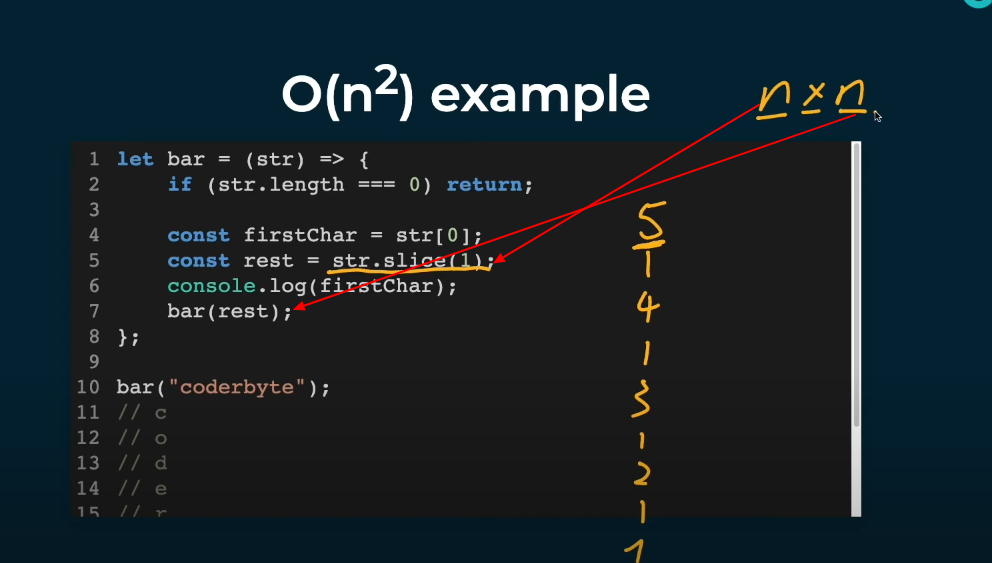 O(n²) example
n × n
1 let bar = (str) => {
2     if (str.length === 0) return;
3
4     const firstChar = str[0];
5     const rest = str.slice(1);
6     console.log(firstChar);
7     bar(rest);
8 };
9
10 bar("coderbyte");
11 // c
12 // o
13 // d
14 // e
15 // r
5
1
4
1
3
1
2
1
1